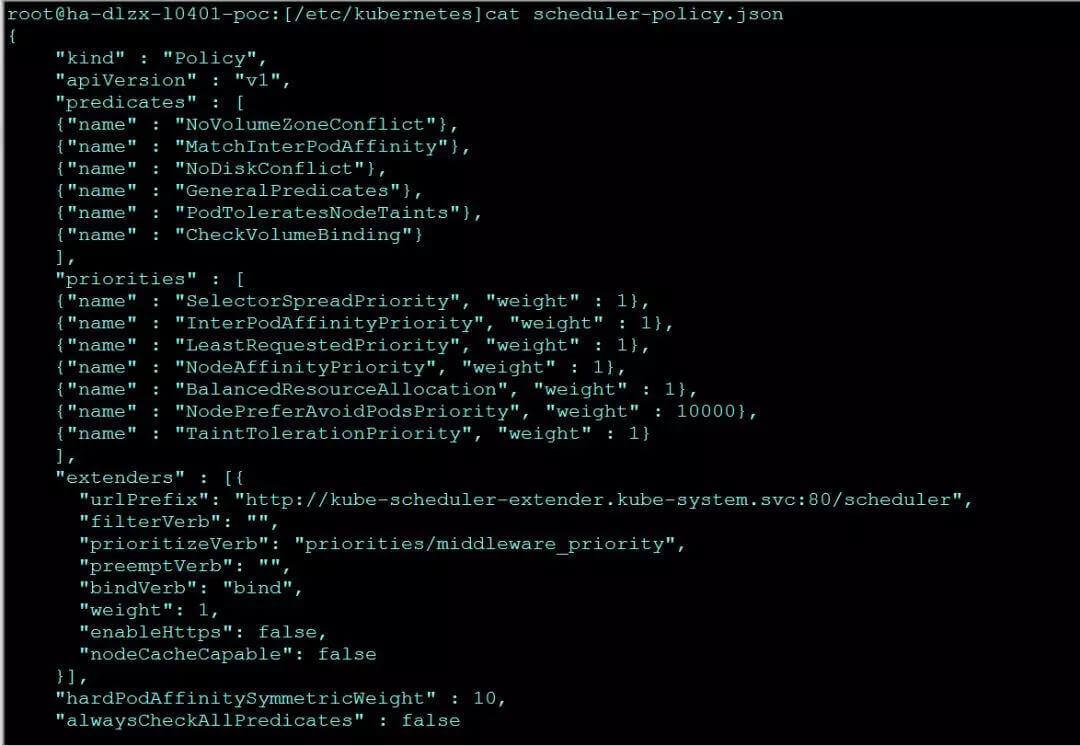 root@ha-dlzx-l0401-poc:[/etc/kubernetes]cat scheduler-policy.json
{
    "kind" : "Policy",
    "apiVersion" : "v1",
    "predicates" : [
    {"name" : "NoVolumeZoneConflict"},
    {"name" : "MatchInterPodAffinity"},
    {"name" : "NoDiskConflict"},
    {"name" : "GeneralPredicates"},
    {"name" : "PodToleratesNodeTaints"},
    {"name" : "CheckVolumeBinding"}
    ],
    "priorities" : [
    {"name" : "SelectorSpreadPriority", "weight" : 1},
    {"name" : "InterPodAffinityPriority", "weight" : 1},
    {"name" : "LeastRequestedPriority", "weight" : 1},
    {"name" : "NodeAffinityPriority", "weight" : 1},
    {"name" : "BalancedResourceAllocation", "weight" : 1},
    {"name" : "NodePreferAvoidPodsPriority", "weight" : 10000},
    {"name" : "TaintTolerationPriority", "weight" : 1}
    ],
    "extenders" : [{
      "urlPrefix": "http://kube-scheduler-extender.kube-system.svc:80/scheduler",
      "filterVerb": "",
      "prioritizeVerb": "priorities/middleware_priority",
      "preemptVerb": "",
      "bindVerb": "bind",
      "weight": 1,
      "enableHttps": false,
      "nodeCacheCapable": false
    }],
    "hardPodAffinitySymmetricWeight" : 10,
    "alwaysCheckAllPredicates" : false